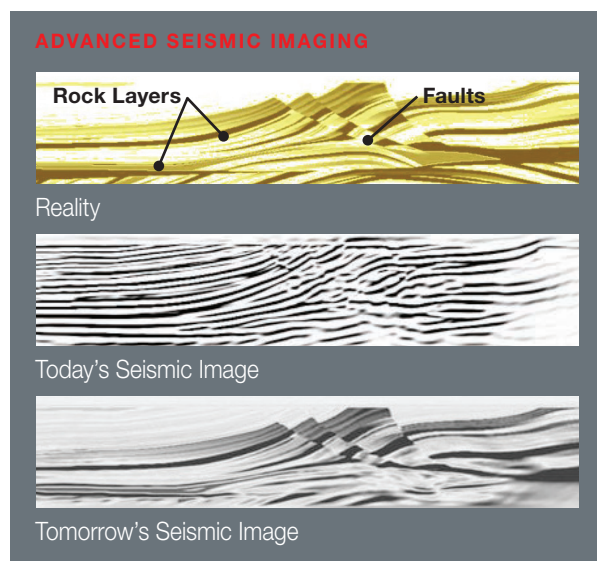 ADVANCED SEISMIC IMAGING
Rock Layers
Faults
Reality
Today's Seismic Image
Tomorrow's Seismic Image